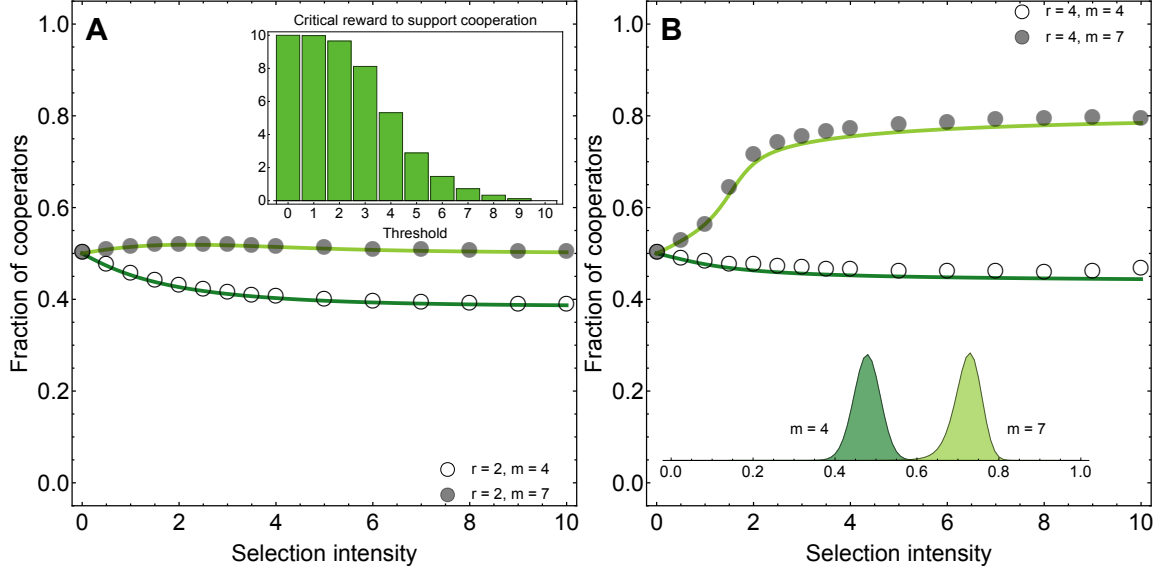 A
Critical reward to support cooperation
10
8
6
4
2
0
0 1 2 3 4 5 6 7 8 9 10
Threshold
Fraction of cooperators
1.0
0.8
0.6
0.4
0.2
0.0
r = 2, m = 4
r = 2, m = 7
0 2 4 6 8 10
Selection intensity
B
r = 4, m = 4
r = 4, m = 7
Fraction of cooperators
1.0
0.8
0.6
0.4
0.2
0.0
m = 4
m = 7
0.0 0.2 0.4 0.6 0.8 1.0
0 2 4 6 8 10
Selection intensity